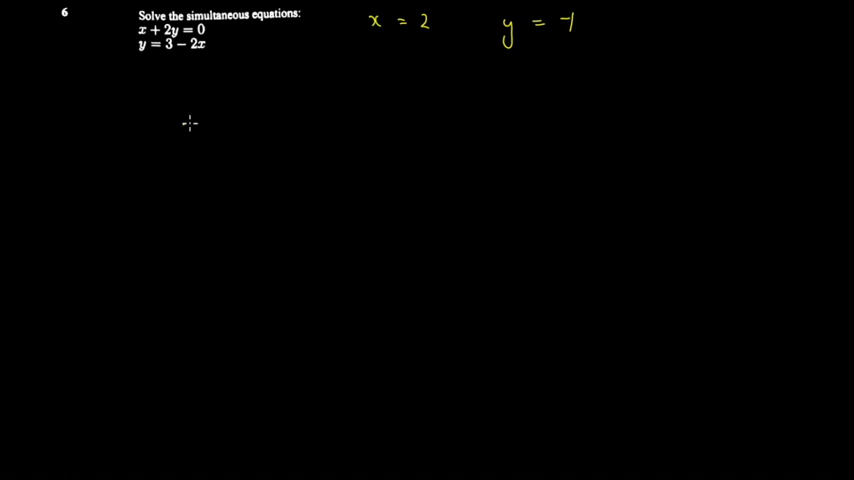 6 Solve the simultaneous equations: x = 2 y = -1
x + 2y = 0
y = 3 − 2x